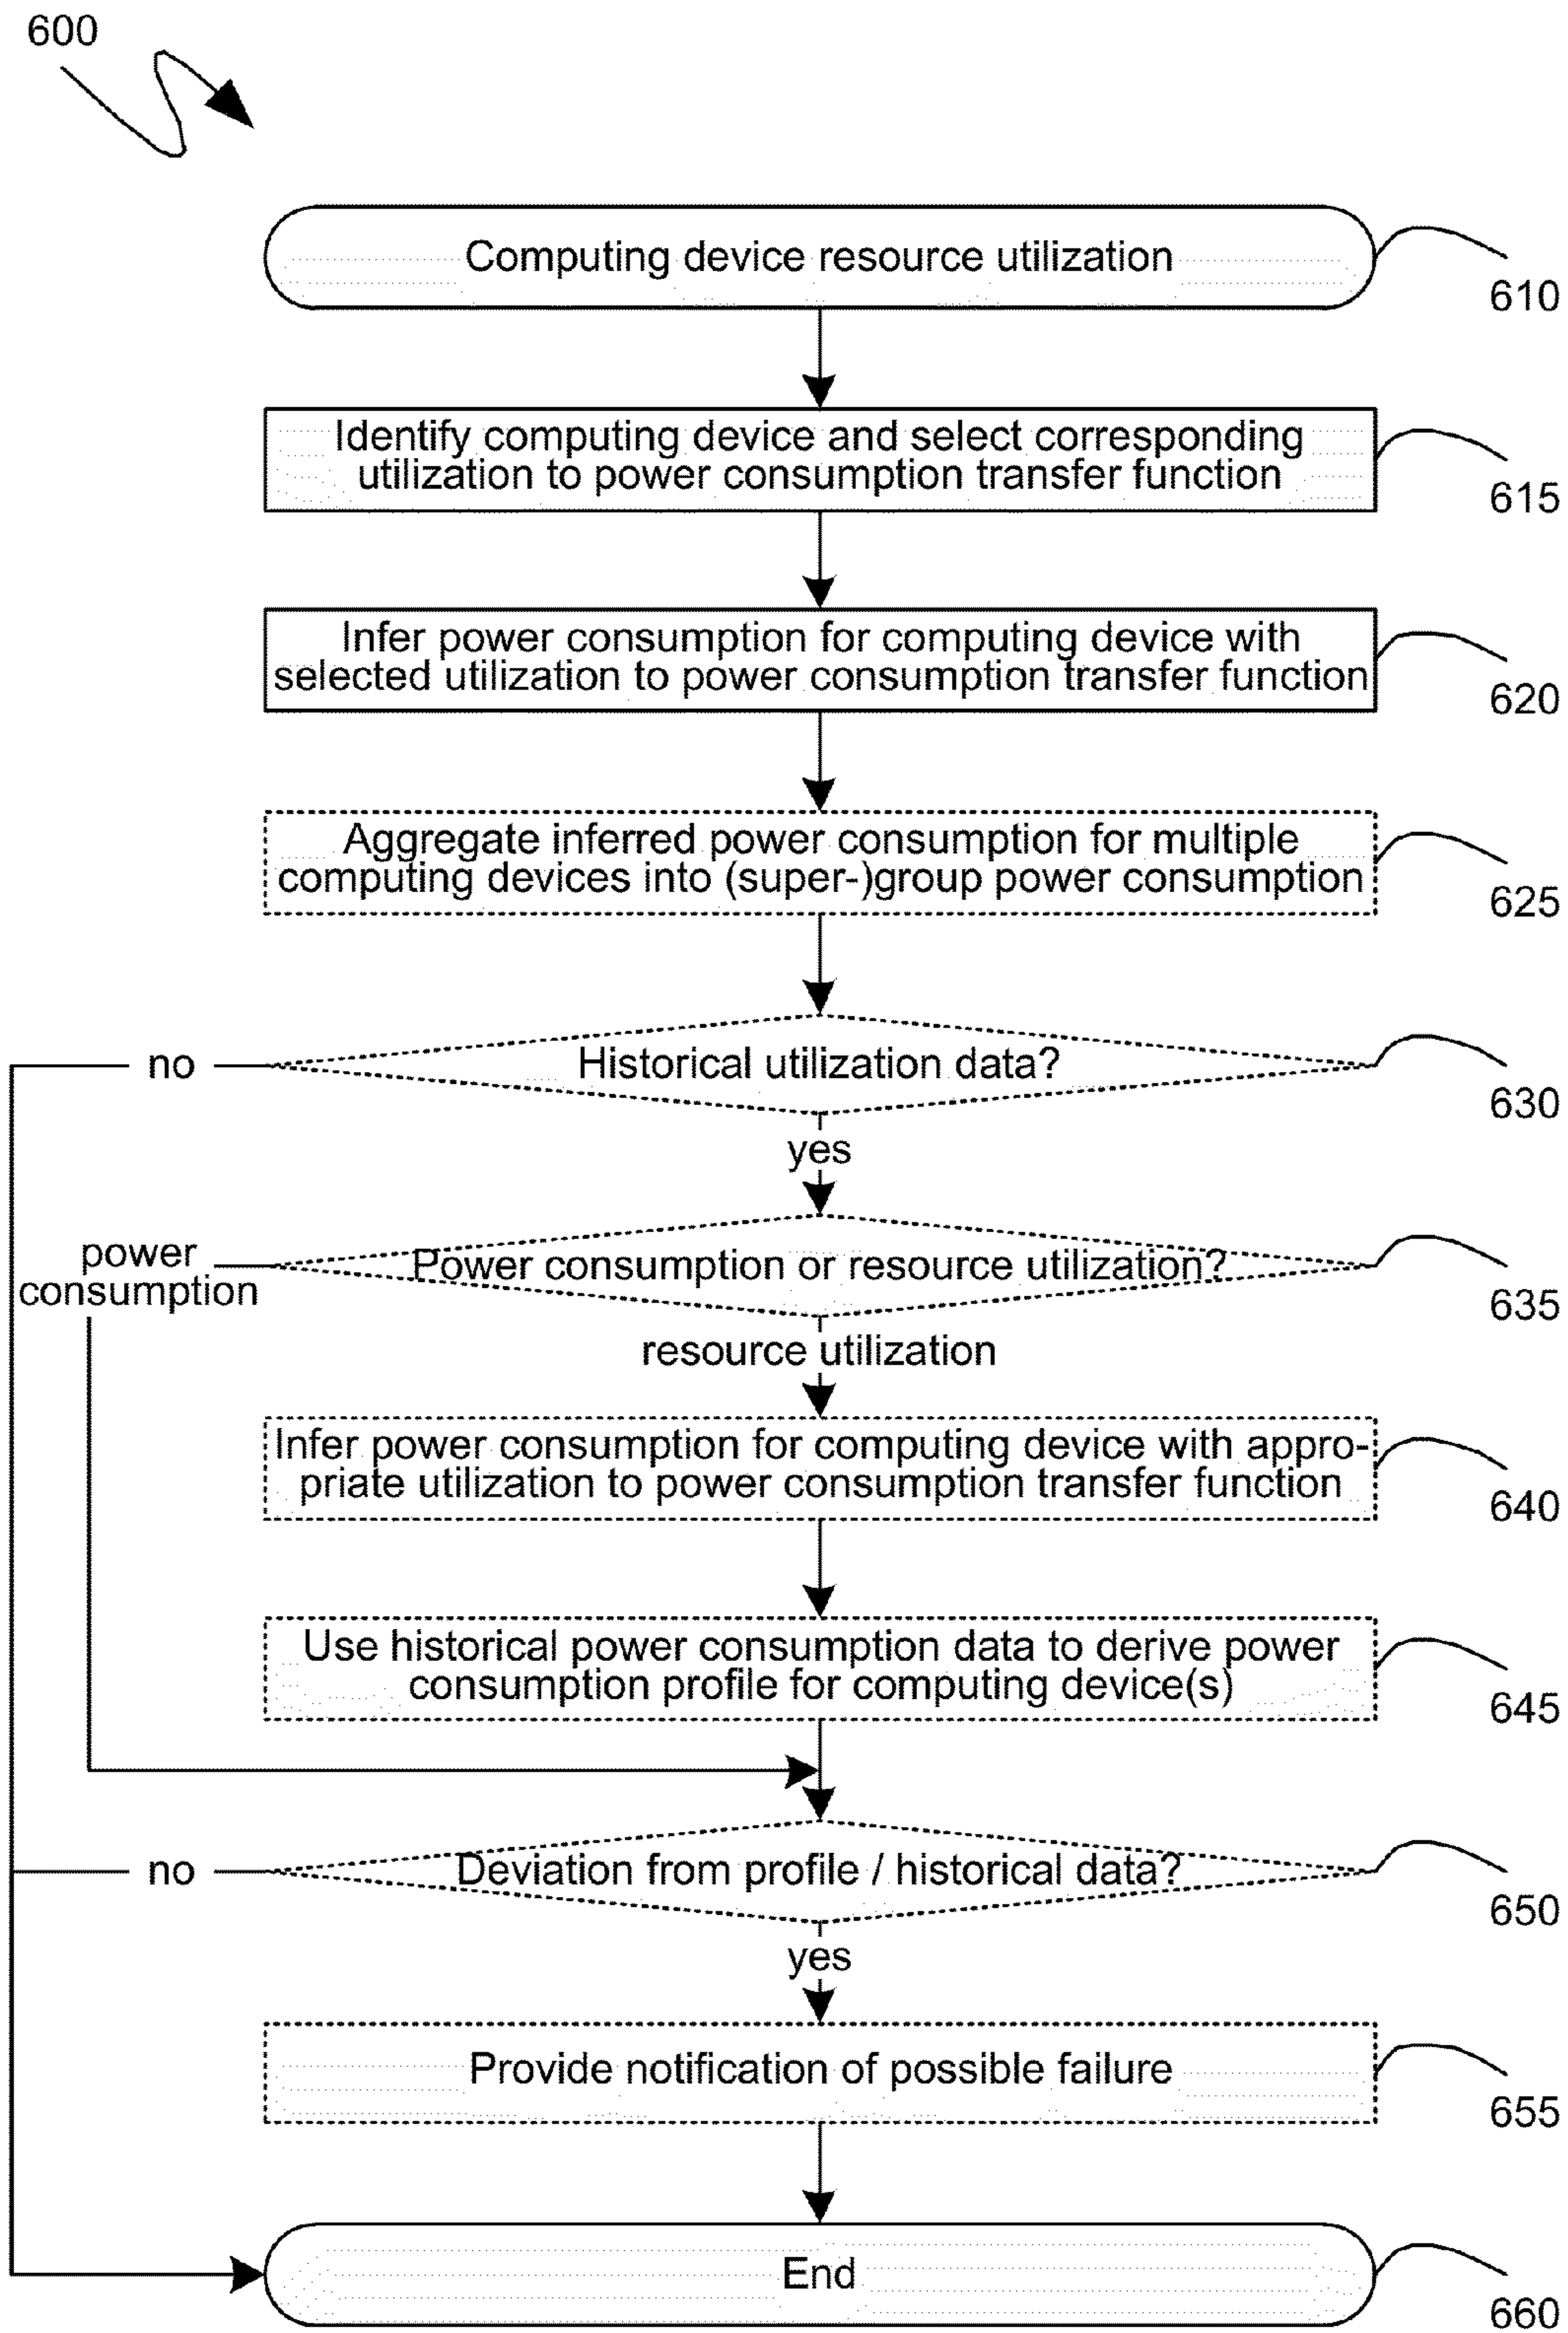 600
Computing device resource utilization
610
Identify computing device and select corresponding
utilization to power consumption transfer function
615
Infer power consumption for computing device with
selected utilization to power consumption transfer function
620
Aggregate inferred power consumption for multiple
computing devices into (super-)group power consumption
625
Historical utilization data?
no
630
yes
Power consumption or resource utilization?
power
consumption
635
resource utilization
Infer power consumption for computing device with appro-
priate utilization to power consumption transfer function
640
Use historical power consumption data to derive power
consumption profile for computing device(s)
645
Deviation from profile / historical data?
no
650
yes
Provide notification of possible failure
655
End
660